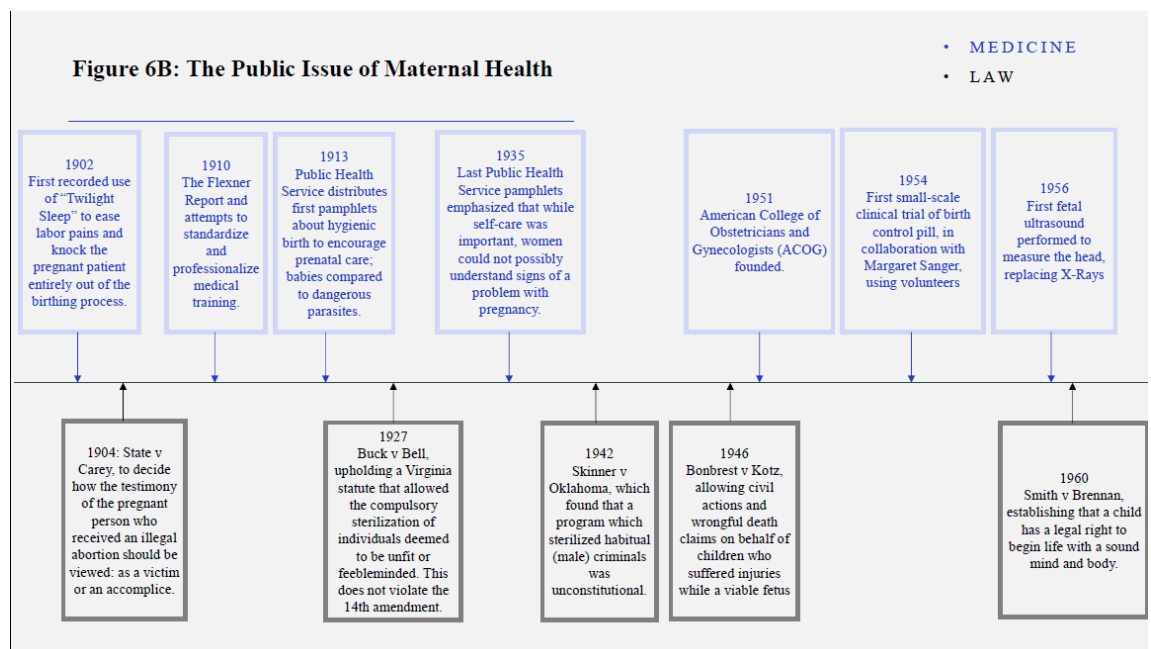 Figure 6B: The Public Issue of Maternal Health
• MEDICINE
• LAW
1902
First recorded use
of “Twilight
Sleep” to ease
labor pains and
knock the
pregnant patient
entirely out of the
birthing process.
1910
The Flexner
Report and
attempts to
standardize
and
professionalize
medical
training.
1913
Public Health
Service distributes
first pamphlets
about hygienic
birth to encourage
prenatal care;
babies compared
to dangerous
parasites.
1935
Last Public Health
Service pamphlets
emphasized that while
self-care was
important, women
could not possibly
understand signs of a
problem with
pregnancy.
1951
American College of
Obstetricians and
Gynecologists (ACOG)
founded.
1954
First small-scale
clinical trial of birth
control pill, in
collaboration with
Margaret Sanger,
using volunteers
1956
First fetal
ultrasound
performed to
measure the head,
replacing X-Rays
1904: State v
Carey, to decide
how the testimony
of the pregnant
person who
received an illegal
abortion should be
viewed: as a victim
or an accomplice.
1927
Buck v Bell,
upholding a Virginia
statute that allowed
the compulsory
sterilization of
individuals deemed
to be unfit or
feebleminded. This
does not violate the
14th amendment.
1942
Skinner v
Oklahoma, which
found that a
program which
sterilized habitual
(male) criminals
was
unconstitutional.
1946
Bonbrest v Kotz,
allowing civil
actions and
wrongful death
claims on behalf of
children who
suffered injuries
while a viable fetus
1960
Smith v Brennan,
establishing that a child
has a legal right to
begin life with a sound
mind and body.